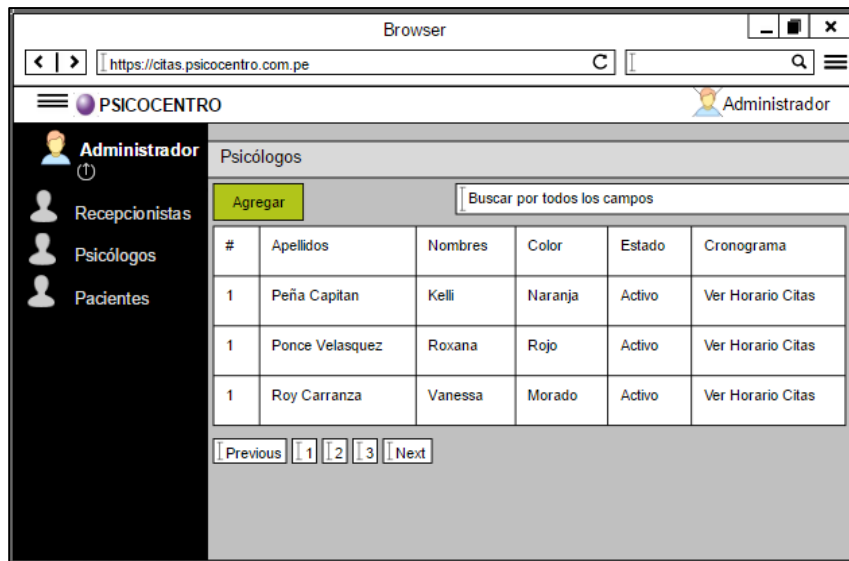 Browser
https://citas.psicocentro.com.pe
PSICOCENTRO
Administrador
Administrador
Recepcionistas
Psicólogos
Pacientes
Psicólogos
Agregar
Buscar por todos los campos
# Apellidos Nombres Color Estado Cronograma
1 Peña Capitan Kelli Naranja Activo Ver Horario Citas
1 Ponce Velasquez Roxana Rojo Activo Ver Horario Citas
1 Roy Carranza Vanessa Morado Activo Ver Horario Citas
Previous 1 2 3 Next